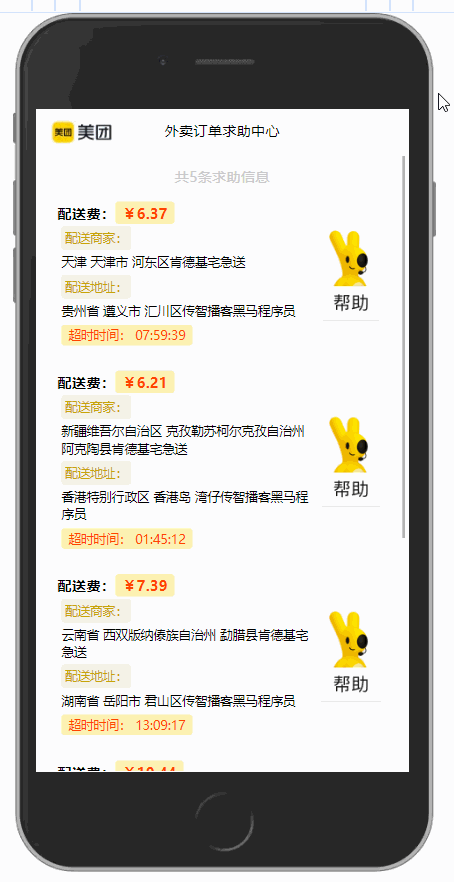 美团 美团 外卖订单求助中心
共5条求助信息
配送费： ￥6.37
配送商家：
天津 天津市 河东区肯德基宅急送
配送地址：
贵州省 遵义市 汇川区传智播客黑马程序员
帮助
超时时间： 07:59:39
配送费： ￥6.21
配送商家：
新疆维吾尔自治区 克孜勒苏柯尔克孜自治州
阿克陶县肯德基宅急送
配送地址：
香港特别行政区 香港岛 湾仔传智播客黑马程
序员
帮助
超时时间： 01:45:12
配送费： ￥7.39
配送商家：
云南省 西双版纳傣族自治州 勐腊县肯德基宅
急送
配送地址：
湖南省 岳阳市 君山区传智播客黑马程序员
帮助
超时时间： 13:09:17
配送费：